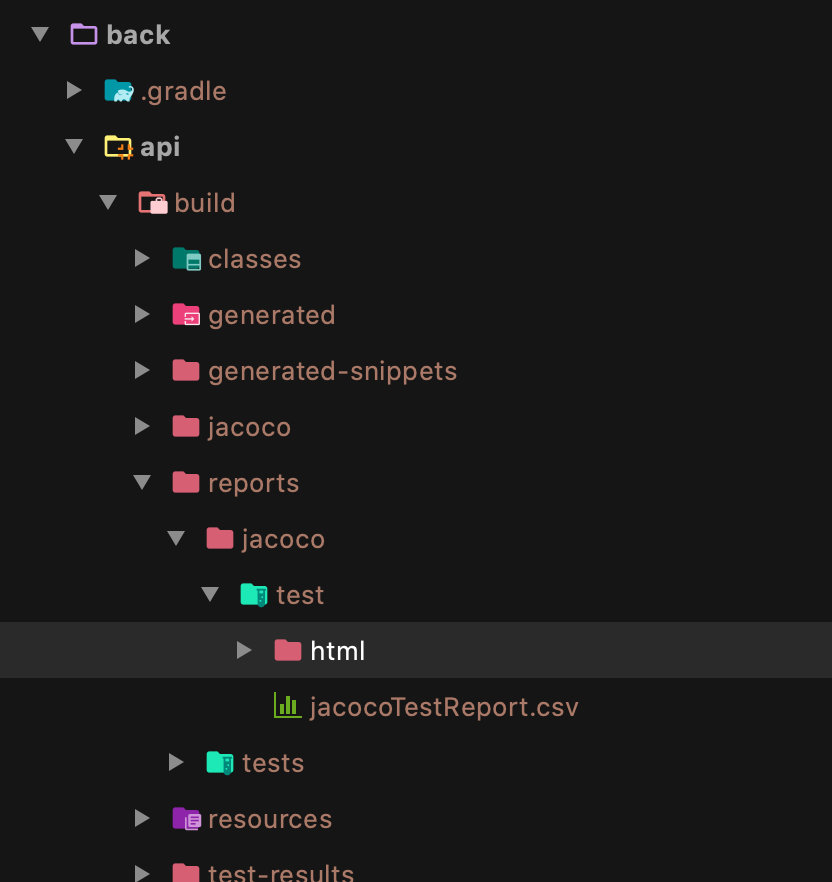 back
.gradle
api
build
classes
generated
generated-snippets
jacoco
reports
jacoco
test
html
jacocoTestReport.csv
tests
resources
test-results